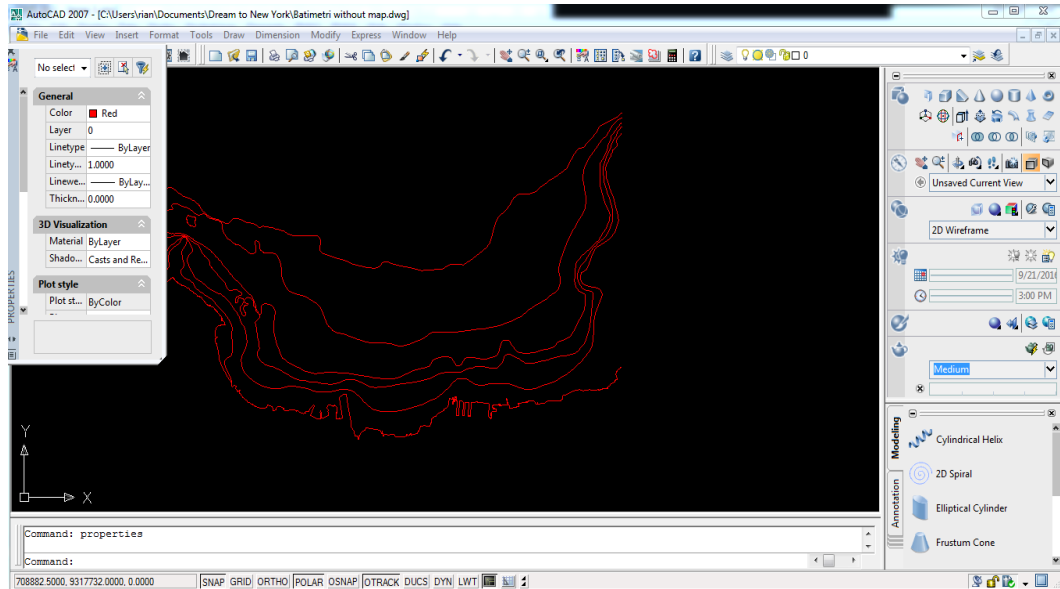 AutoCAD 2007 - [C:\Users\rian\Documents\Dream to New York\Batimetri without map.dwg]
File Edit View Insert Format Tools Draw Dimension Modify Express Window Help
0
No select
General
Color Red
Layer 0
Linetype ByLayer
Linety... 1.0000
Linewe... ByLay...
Thickn... 0.0000
3D Visualization
Material ByLayer
Shado... Casts and Re...
Plot style
Plot st... ByColor
PROPERTIES
Y
X
Unsaved Current View
2D Wireframe
9/21/201
3:00 PM
Medium
Modeling
Annotation
Cylindrical Helix
2D Spiral
Elliptical Cylinder
Frustum Cone
Command: properties
Command:
708882.5000, 9317732.0000, 0.0000 SNAP GRID ORTHO POLAR OSNAP OTRACK DUCS DYN LWT